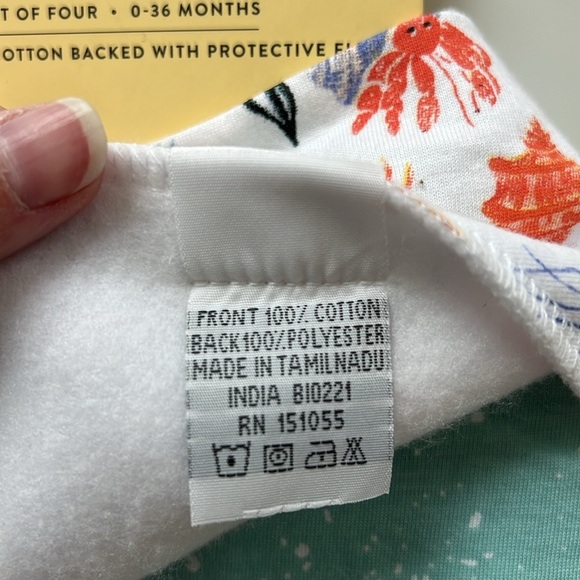 T OF FOUR • 0-36 MONTHS
OTTON BACKED WITH PROTECTIVE
FRONT 100% COTTON
BACK100%POLYESTER
MADE IN TAMILNADU
INDIA BI0221
RN 151055